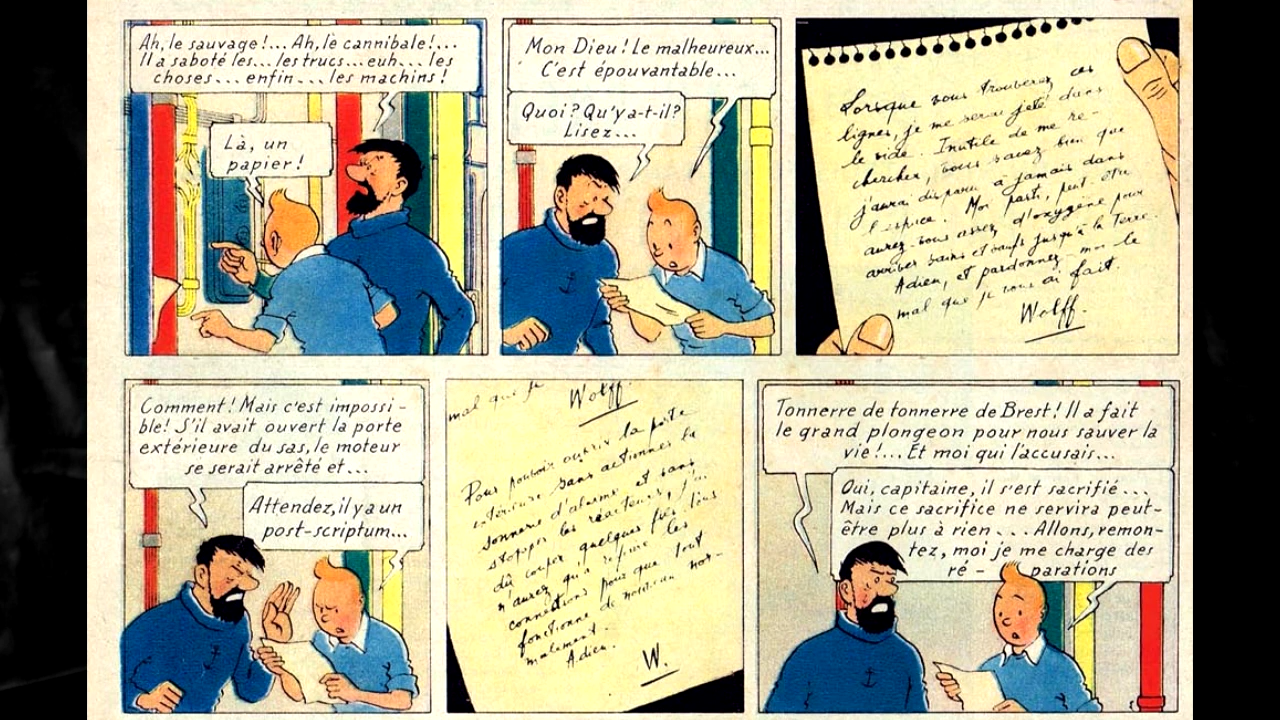 Ah, le sauvage!... Ah, le cannibale!...
Il a saboté les... les trucs... euh... les
choses... enfin... les machins!
Là, un
papier!
Mon Dieu! Le malheureux...
C'est épouvantable...
Quoi? Qu'y a-t-il?
Lisez...
Lorsque vous trouverez ces
lignes, je me serai jeté dans
le vide. Inutile de me re-
chercher, vous savez bien que
j'aurai disparu à jamais dans
l'espace. Moi parti, peut-être
aurez-vous assez d'oxygène pour
arriver sains et saufs jusqu'à la Terre.
Adieu, et pardonnez-moi le
mal que je vous ai fait.
Wolff.
Comment! Mais c'est impossi-
ble! S'il avait ouvert la porte
extérieure du sas, le moteur
se serait arrêté et...
Attendez, il y a un
post-scriptum...
mal que je
Wolff.
Pour pouvoir ouvrir la porte
extérieure sans actionner la
sonnerie d'alarme et sans
stopper les réacteurs, j'ai
dû couper quelques fils. Vous
n'aurez qu'à refaire les
connections pour que tout
fonctionne de nouveau nor-
malement.
Adieu.
W.
Tonnerre de tonnerre de Brest! Il a fait
le grand plongeon pour nous sauver la
vie!... Et moi qui l'accusais...
Oui, capitaine, il s'est sacrifié...
Mais ce sacrifice ne servira peut-
être plus à rien... Allons, remon-
tez, moi je me charge des
ré- parations